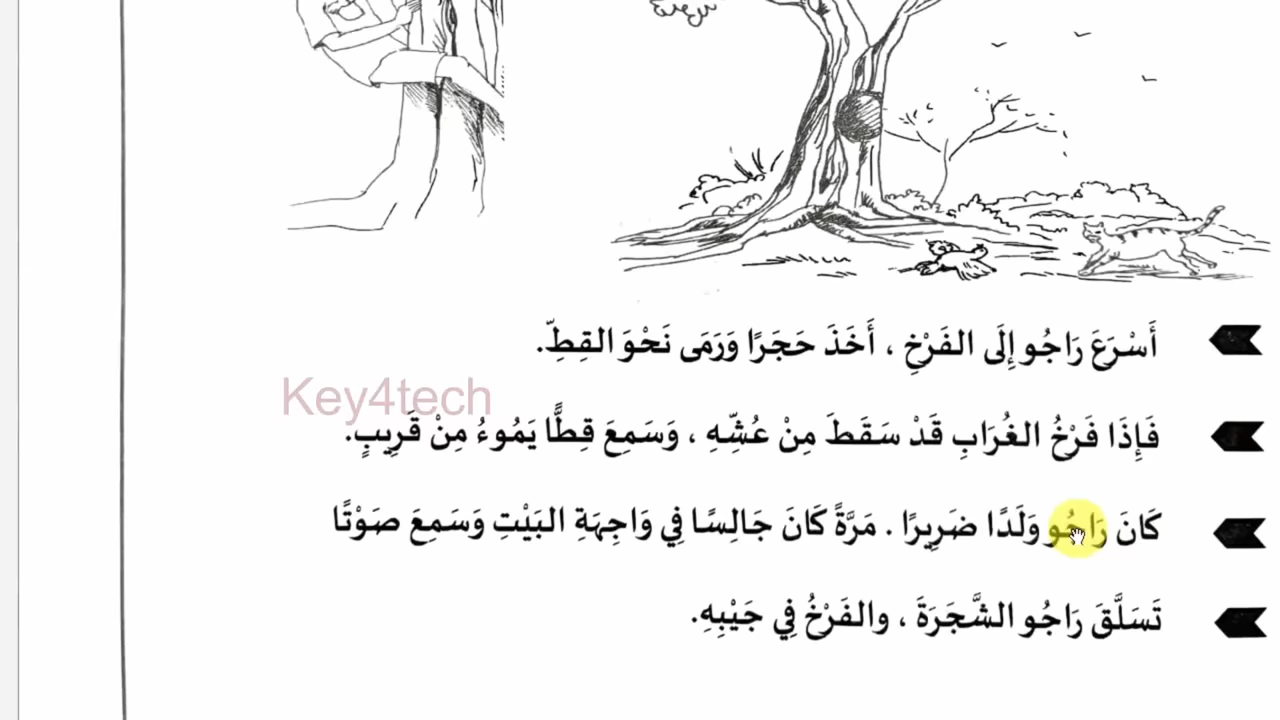 أَسْرَعَ رَاجُو إِلَى الفَرْخِ ، أَخَذَ حَجَرًا وَرَمَى نَحْوَ القِطِّ.
Key4tech
فَإِذَا فَرْخُ الغُرَابِ قَدْ سَقَطَ مِنْ عُشِّهِ ، وَسَمِعَ قِطًّا يَمُوءُ مِنْ قَرِيبٍ.
كَانَ رَاجُو وَلَدًا ضَرِيرًا . مَرَّةً كَانَ جَالِسًا فِي وَاجِهَةِ البَيْتِ وَسَمِعَ صَوْتًا
تَسَلَّقَ رَاجُو الشَّجَرَةَ ، والفَرْخُ فِي جَيْبِهِ.